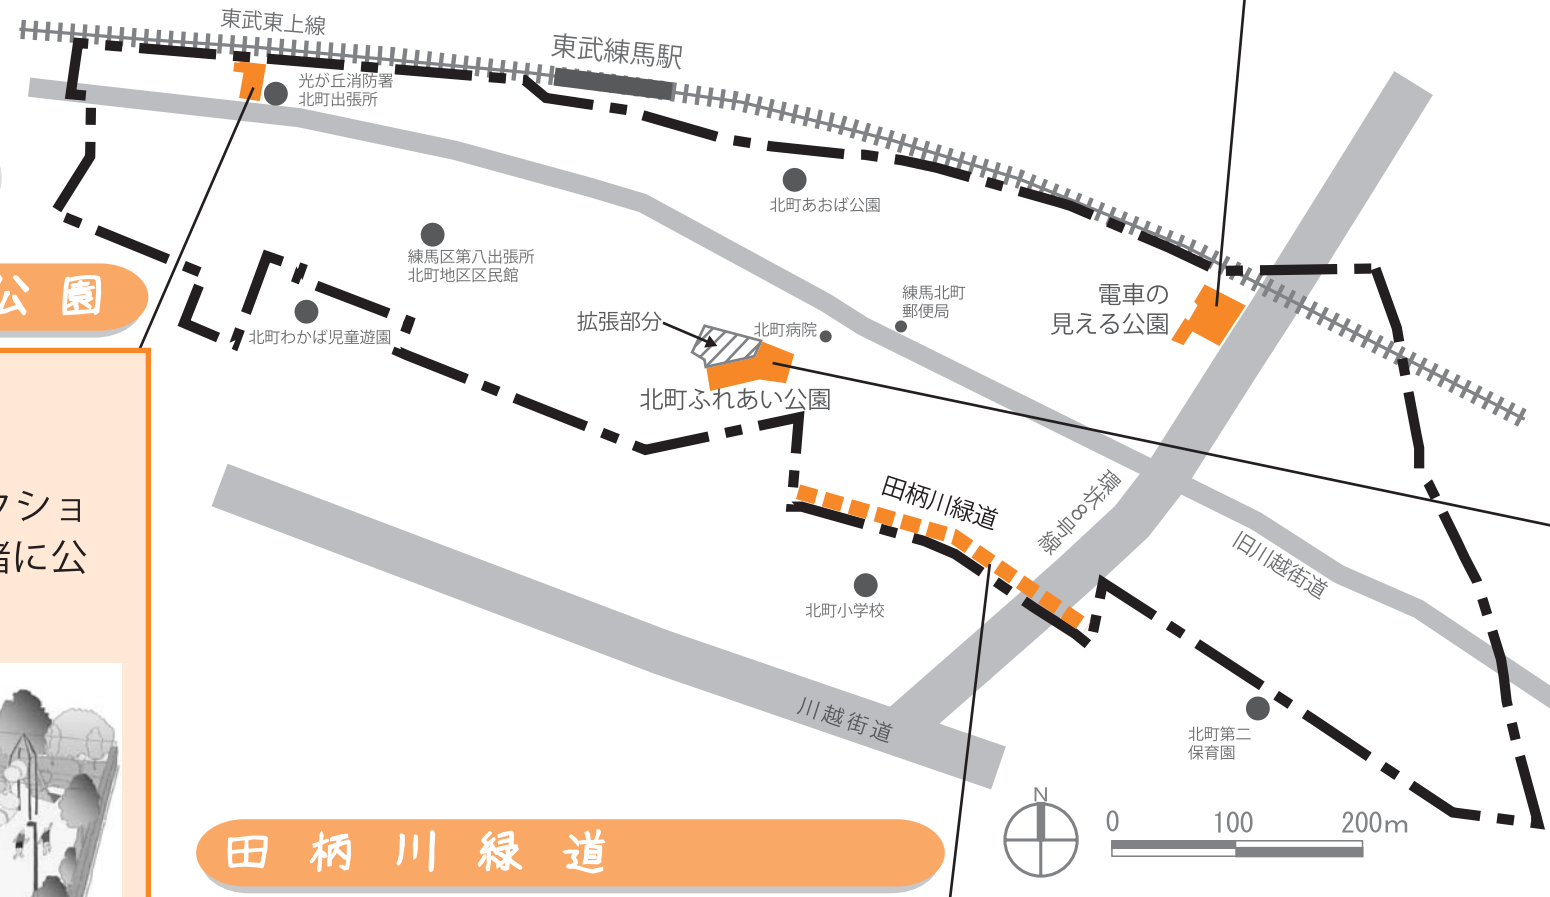 東武東上線
東武練馬駅
光が丘消防署
北町出張所
北町あおば公園
練馬区第八出張所
北町地区区民館
公園
北町わかば児童遊園
拡張部分
北町病院
練馬北町
郵便局
電車の
見える公園
北町ふれあい公園
クショ
緒に公
田柄川緑道
環状8号線
旧川越街道
北町小学校
川越街道
北町第二
保育園
田柄川緑道
N
0 100 200m